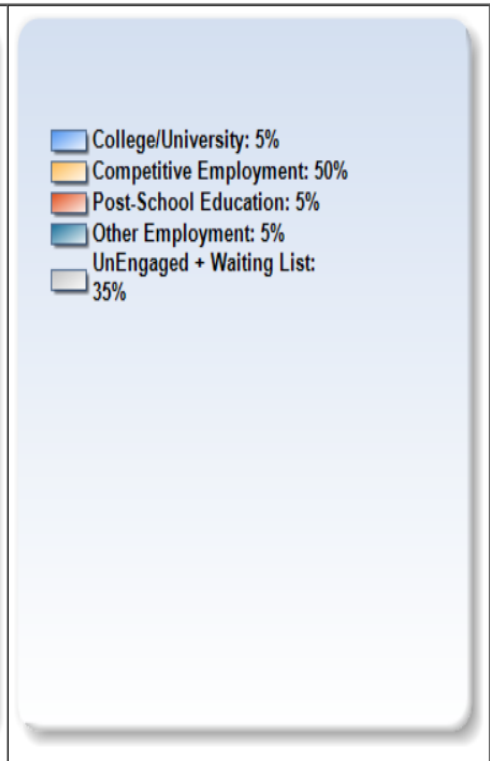 College/University: 5%
Competitive Employment: 50%
Post-School Education: 5%
Other Employment: 5%
UnEngaged + Waiting List:
35%